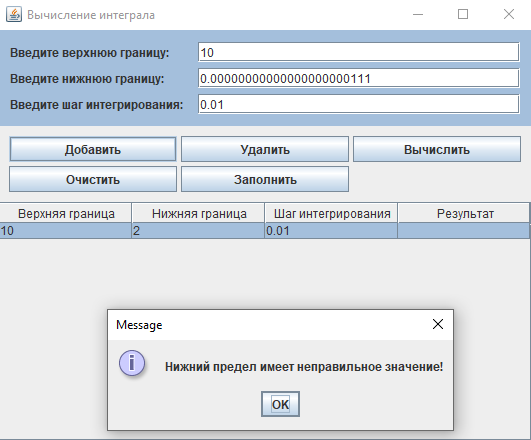 Вычисление интеграла
Введите верхнюю границу: 10
Введите нижнюю границу: 0.00000000000000000000111
Введите шаг интегрирования: 0.01
Добавить Удалить Вычислить
Очистить Заполнить
Верхняя граница Нижняя граница Шаг интегрирования Результат
10 2 0.01
Message
Нижний предел имеет неправильное значение!
OK